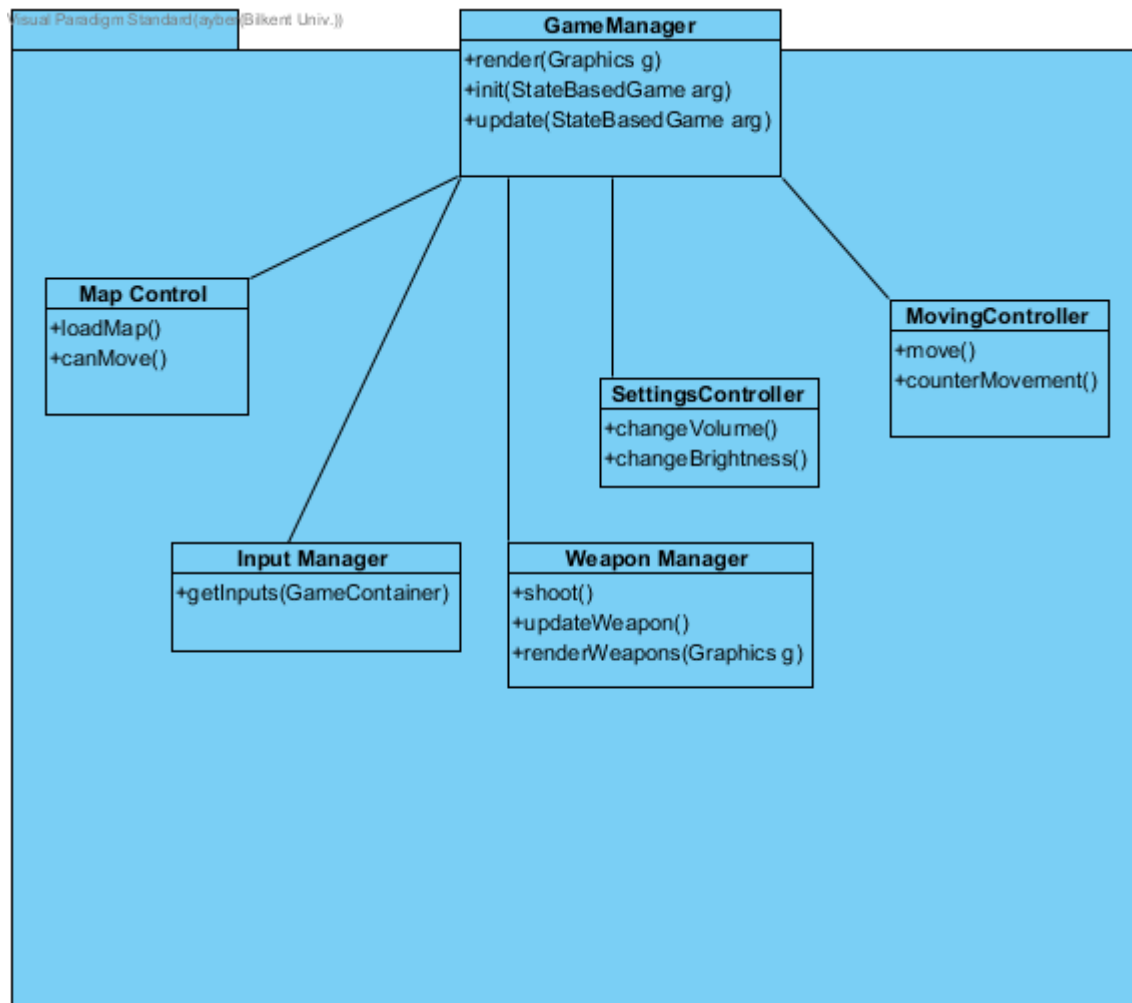 Visual Paradigm Standard(ayber(Bilkent Univ.))
GameManager
+render(Graphics g)
+init(StateBasedGame arg)
+update(StateBasedGame arg)
Map Control
+loadMap()
+canMove()
MovingController
+move()
+counterMovement()
SettingsController
+changeVolume()
+changeBrightness()
Input Manager
+getInputs(GameContainer)
Weapon Manager
+shoot()
+updateWeapon()
+renderWeapons(Graphics g)